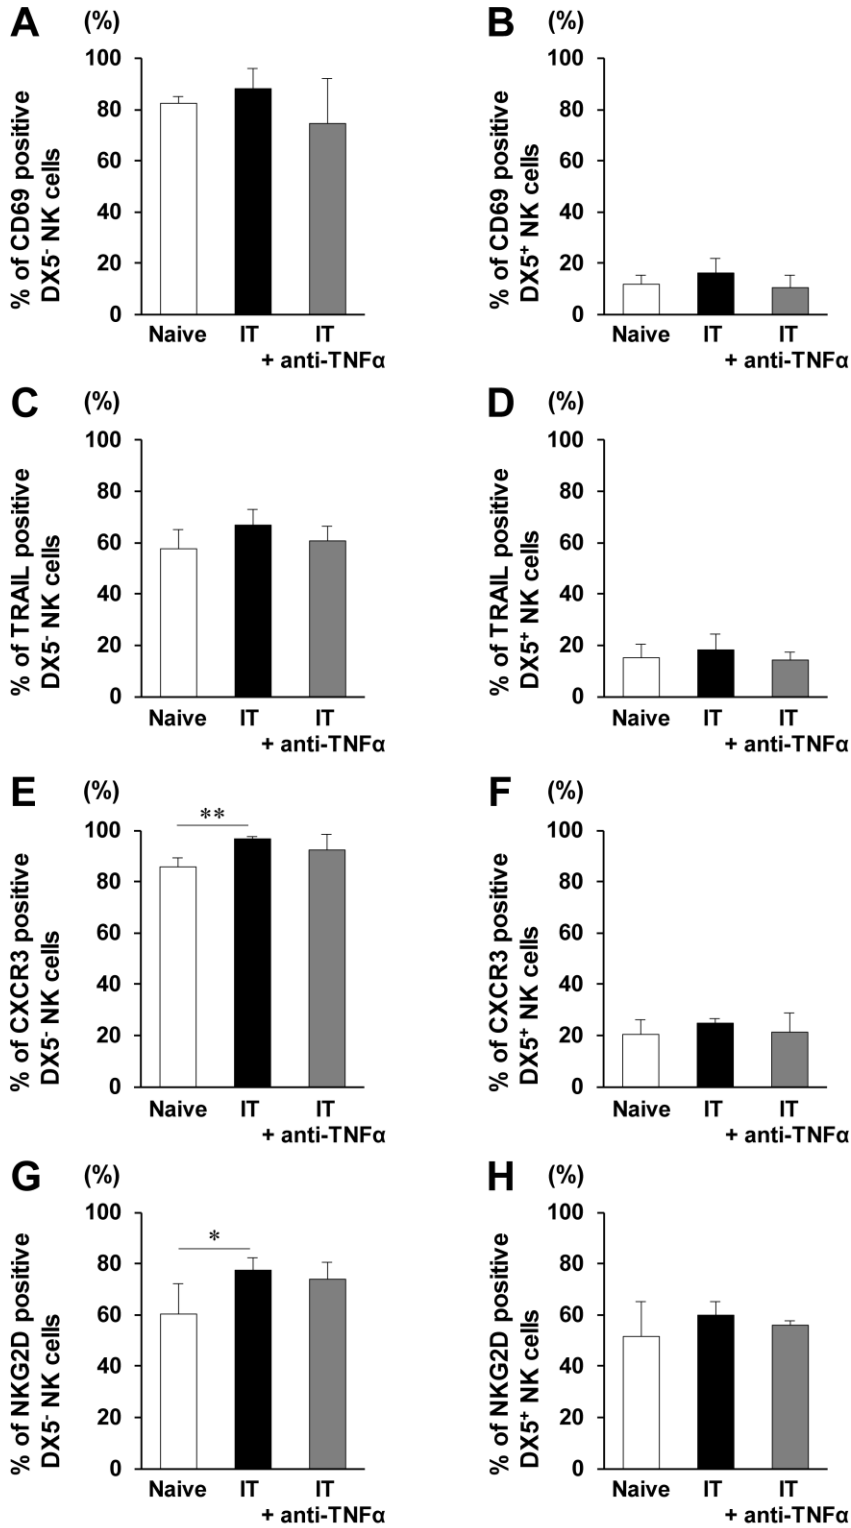 A (%)
% of CD69 positive
DX5⁻ NK cells
100
80
60
40
20
0
Naive IT IT
+ anti-TNFα
B (%)
% of CD69 positive
DX5⁺ NK cells
100
80
60
40
20
0
Naive IT IT
+ anti-TNFα
C (%)
% of TRAIL positive
DX5⁻ NK cells
100
80
60
40
20
0
Naive IT IT
+ anti-TNFα
D (%)
% of TRAIL positive
DX5⁺ NK cells
100
80
60
40
20
0
Naive IT IT
+ anti-TNFα
E (%)
% of CXCR3 positive
DX5⁻ NK cells
**
100
80
60
40
20
0
Naive IT IT
+ anti-TNFα
F (%)
% of CXCR3 positive
DX5⁺ NK cells
100
80
60
40
20
0
Naive IT IT
+ anti-TNFα
G (%)
% of NKG2D positive
DX5⁻ NK cells
*
100
80
60
40
20
0
Naive IT IT
+ anti-TNFα
H (%)
% of NKG2D positive
DX5⁺ NK cells
100
80
60
40
20
0
Naive IT IT
+ anti-TNFα